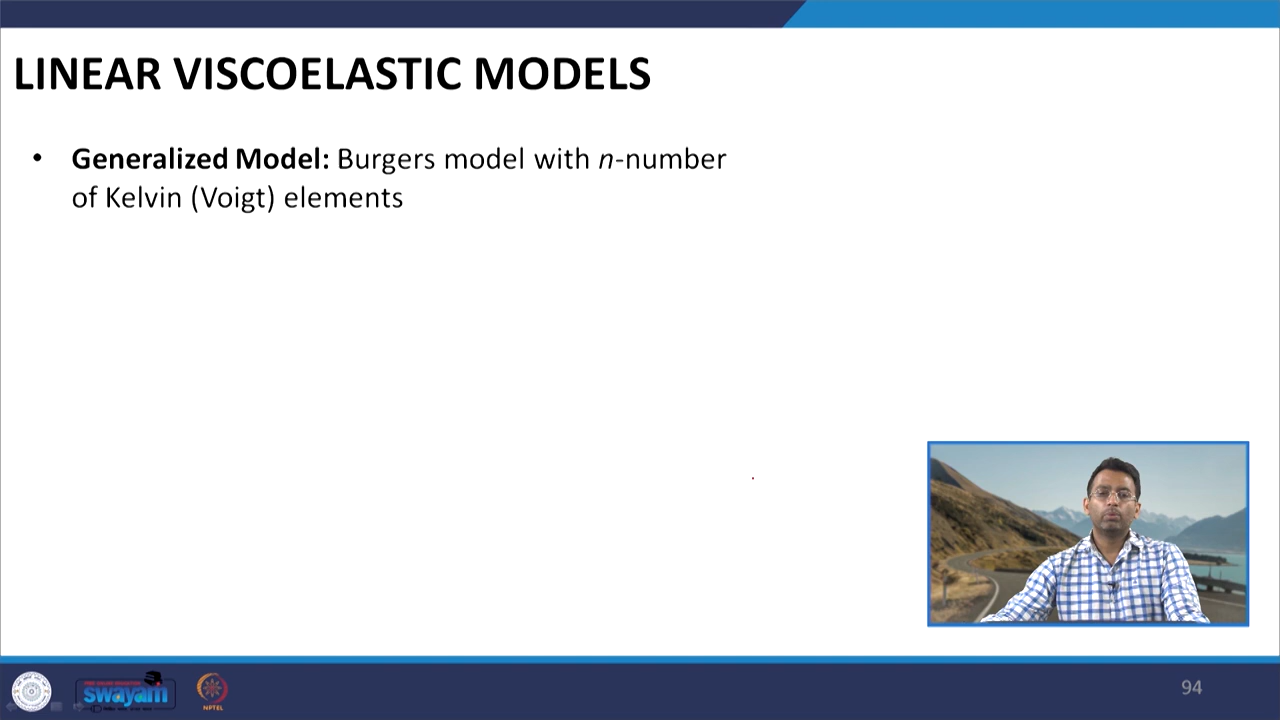 LINEAR VISCOELASTIC MODELS
• Generalized Model: Burgers model with n-number
of Kelvin (Voigt) elements
swayam
NPTEL
94